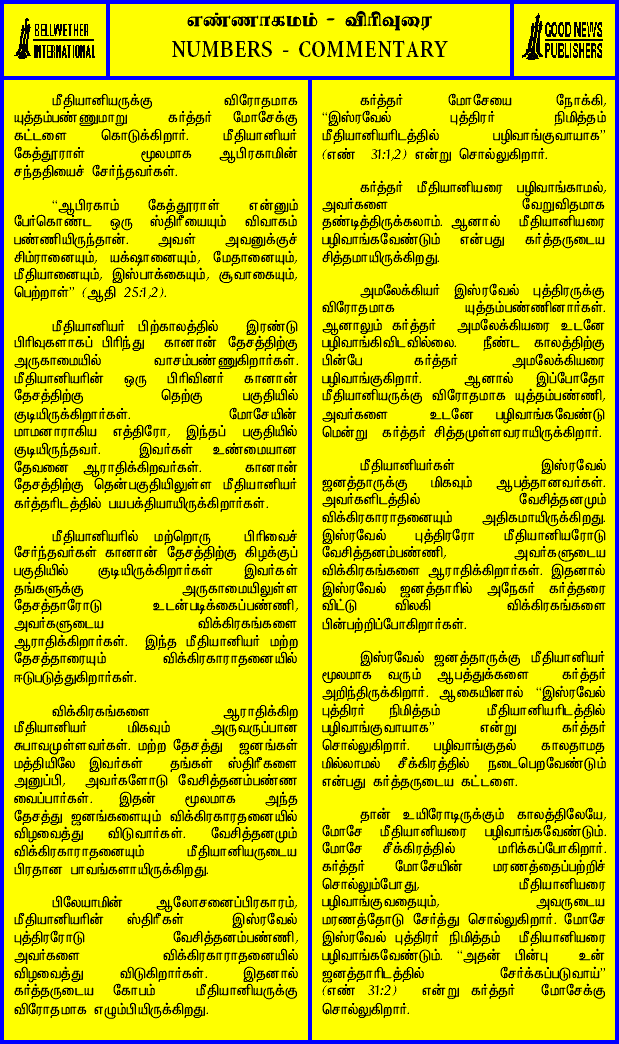 எண்ணாகமம் - விரிவுரை
NUMBERS - COMMENTARY
BELLWETHER
INTERNATIONAL
GOOD NEWS
PUBLISHERS
மீதியானியருக்கு விரோதமாக
யுத்தம்பண்ணுமாறு கர்த்தர் மோசேக்கு
கட்டளை கொடுக்கிறார். மீதியானியர்
கேத்தூராள் மூலமாக ஆபிரகாமின்
சந்ததியைச் சேர்ந்தவர்கள்.
“ஆபிரகாம் கேத்தூராள் என்னும்
பேர்கொண்ட ஒரு ஸ்திரீயையும் விவாகம்
பண்ணியிருந்தான். அவள் அவனுக்குச்
சிம்ரானையும், யக்ஷானையும், மேதானையும்,
மீதியானையும், இஸ்பாக்கையும், சூவாகையும்,
பெற்றாள்” (ஆதி 25:1,2).
மீதியானியர் பிற்காலத்தில் இரண்டு
பிரிவுகளாகப் பிரிந்து கானான் தேசத்திற்கு
அருகாமையில் வாசம்பண்ணுகிறார்கள்.
மீதியானியரின் ஒரு பிரிவினர் கானான்
தேசத்திற்கு தெற்கு பகுதியில்
குடியிருக்கிறார்கள். மோசேயின்
மாமனாராகிய எத்திரோ, இந்தப் பகுதியில்
குடியிருந்தவர். இவர்கள் உண்மையான
தேவனை ஆராதிக்கிறவர்கள். கானான்
தேசத்திற்கு தென்பகுதியிலுள்ள மீதியானியர்
கர்த்தரிடத்தில் பயபக்தியாயிருக்கிறார்கள்.
மீதியானியரில் மற்றொரு பிரிவைச்
சேர்ந்தவர்கள் கானான் தேசத்திற்கு கிழக்குப்
பகுதியில் குடியிருக்கிறார்கள் இவர்கள்
தங்களுக்கு அருகாமையிலுள்ள
தேசத்தாரோடு உடன்படிக்கைப்பண்ணி,
அவர்களுடைய விக்கிரகங்களை
ஆராதிக்கிறார்கள். இந்த மீதியானியர் மற்ற
தேசத்தாரையும் விக்கிரகாராதனையில்
ஈடுபடுத்துகிறார்கள்.
விக்கிரகங்களை ஆராதிக்கிற
மீதியானியர் மிகவும் அருவருப்பான
சுபாவமுள்ளவர்கள். மற்ற தேசத்து ஜனங்கள்
மத்தியிலே இவர்கள் தங்கள் ஸ்திரீகளை
அனுப்பி, அவர்களோடு வேசித்தனம்பண்ண
வைப்பார்கள். இதன் மூலமாக அந்த
தேசத்து ஜனங்களையும் விக்கிரகாரதனையில்
விழவைத்து விடுவார்கள். வேசித்தனமும்
விக்கிரகாராதனையும் மீதியானியருடைய
பிரதான பாவங்களாயிருக்கிறது.
பிலேயாமின் ஆலோசனைப்பிரகாரம்,
மீதியானியரின் ஸ்திரீகள் இஸ்ரவேல்
புத்திரரோடு வேசித்தனம்பண்ணி,
அவர்களை விக்கிரகாராதனையில்
விழவைத்து விடுகிறார்கள். இதனால்
கர்த்தருடைய கோபம் மீதியானியருக்கு
விரோதமாக எழும்பியிருக்கிறது.
கர்த்தர் மோசேயை நோக்கி,
“இஸ்ரவேல் புத்திரர் நிமித்தம்
மீதியானியரிடத்தில் பழிவாங்குவாயாக”
(எண் 31:1,2) என்று சொல்லுகிறார்.
கர்த்தர் மீதியானியரை பழிவாங்காமல்,
அவர்களை வேறுவிதமாக
தண்டித்திருக்கலாம். ஆனால் மீதியானியரை
பழிவாங்கவேண்டும் என்பது கர்த்தருடைய
சித்தமாயிருக்கிறது.
அமலேக்கியர் இஸ்ரவேல் புத்திரருக்கு
விரோதமாக யுத்தம்பண்ணினார்கள்.
ஆனாலும் கர்த்தர் அமலேக்கியரை உடனே
பழிவாங்கிவிடவில்லை. நீண்ட காலத்திற்கு
பின்பே கர்த்தர் அமலேக்கியரை
பழிவாங்குகிறார். ஆனால் இப்போதோ
மீதியானியருக்கு விரோதமாக யுத்தம்பண்ணி,
அவர்களை உடனே பழிவாங்கவேண்டு
மென்று கர்த்தர் சித்தமுள்ளவராயிருக்கிறார்.
மீதியானியர்கள் இஸ்ரவேல்
ஜனத்தாருக்கு மிகவும் ஆபத்தானவர்கள்.
அவர்களிடத்தில் வேசித்தனமும்
விக்கிரகாராதனையும் அதிகமாயிருக்கிறது.
இஸ்ரவேல் புத்திரரோ மீதியானியரோடு
வேசித்தனம்பண்ணி, அவர்களுடைய
விக்கிரகங்களை ஆராதிக்கிறார்கள். இதனால்
இஸ்ரவேல் ஜனத்தாரில் அநேகர் கர்த்தரை
விட்டு விலகி விக்கிரகங்களை
பின்பற்றிப்போகிறார்கள்.
இஸ்ரவேல் ஜனத்தாருக்கு மீதியானியர்
மூலமாக வரும் ஆபத்துக்களை கர்த்தர்
அறிந்திருக்கிறார். ஆகையினால் “இஸ்ரவேல்
புத்திரர் நிமித்தம் மீதியானியரிடத்தில்
பழிவாங்குவாயாக” என்று கர்த்தர்
சொல்லுகிறார். பழிவாங்குதல் காலதாமத
மில்லாமல் சீக்கிரத்தில் நடைபெறவேண்டும்
என்பது கர்த்தருடைய கட்டளை.
தான் உயிரோடிருக்கும் காலத்திலேயே,
மோசே மீதியானியரை பழிவாங்கவேண்டும்.
மோசே சீக்கிரத்தில் மரிக்கப்போகிறார்.
கர்த்தர் மோசேயின் மரணத்தைப்பற்றிச்
சொல்லும்போது, மீதியானியரை
பழிவாங்குவதையும், அவருடைய
மரணத்தோடு சேர்த்து சொல்லுகிறார். மோசே
இஸ்ரவேல் புத்திரர் நிமித்தம் மீதியானியரை
பழிவாங்கவேண்டும். “அதன் பின்பு உன்
ஜனத்தாரிடத்தில் சேர்க்கப்படுவாய்”
(எண் 31:2) என்று கர்த்தர் மோசேக்கு
சொல்லுகிறார்.